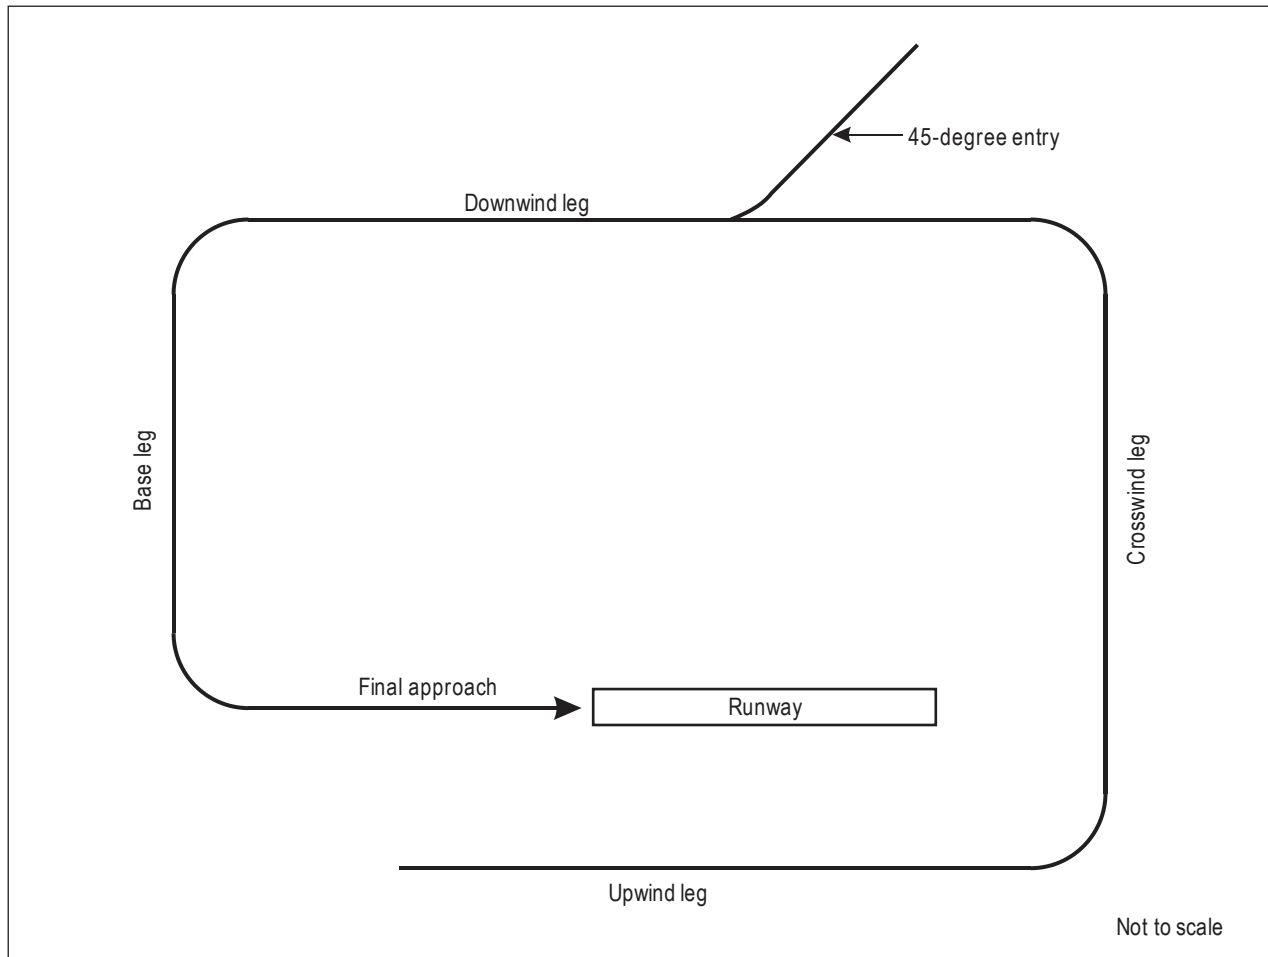 45-degree entry
Downwind leg
Base leg
Crosswind leg
Final approach
Runway
Upwind leg
Not to scale